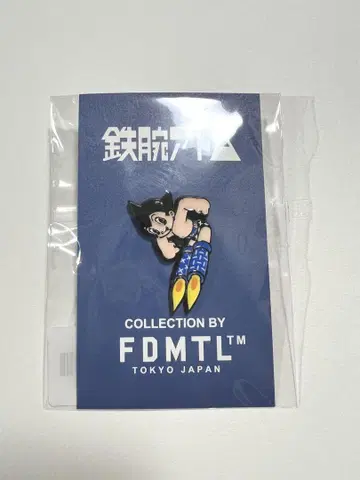 鉄腕アトム
COLLECTION BY
FDMTL™
TOKYO JAPAN